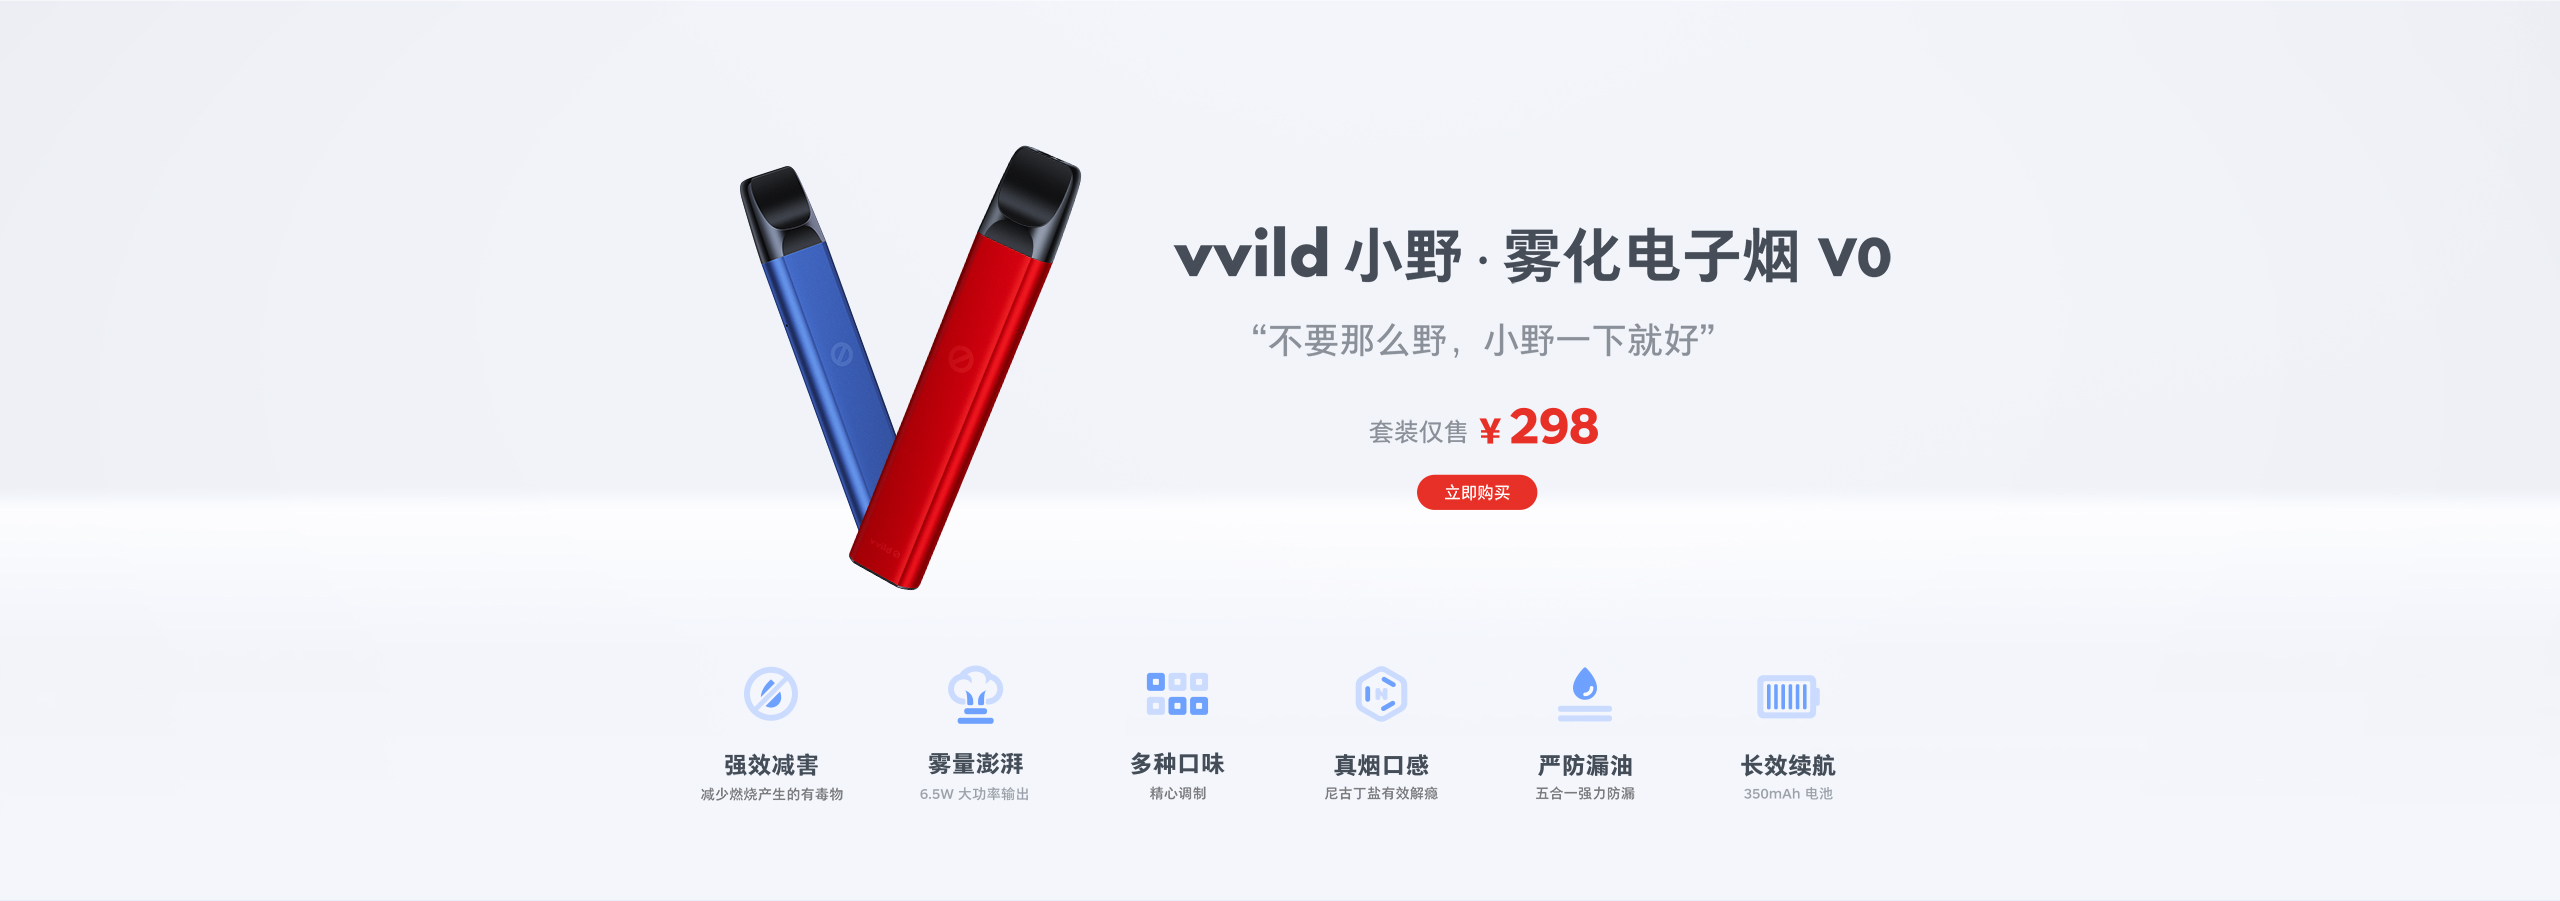 vvild 小野 · 雾化电子烟 V0
“不要那么野，小野一下就好”
套装仅售 ¥ 298
立即购买
vvild
强效减害
减少燃烧产生的有毒物
雾量澎湃
6.5W 大功率输出
多种口味
精心调制
真烟口感
尼古丁盐有效解瘾
严防漏油
五合一强力防漏
长效续航
350mAh 电池